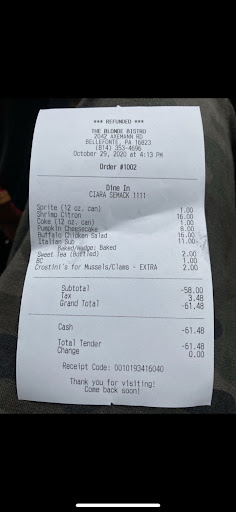 *** REFUNDED ***
THE BLONDE BISTRO
2042 AXEMANN RD
BELLEFONTE, PA 16823
(814) 353-4696
October 29, 2020 at 4:13 PM
Order #1002
Dine In
CIARA SEMACK 1111
Sprite (12 oz. can) 1.00
Shrimp Citron 16.00
Coke (12 oz. can) 1.00
Pumpkin Cheesecake 8.00
Buffalo Chicken Salad 16.00
Italian Sub 11.00
Baked/Wedge: Baked
Sweet Tea (Bottled) 2.00
BC 1.00
Crostini's for Mussels/Clams - EXTRA 2.00
Subtotal -58.00
Tax 3.48
Grand Total -61.48
Cash -61.48
Total Tender -61.48
Change 0.00
Receipt Code: 0010193416040
Thank you for visiting!
Come back soon!